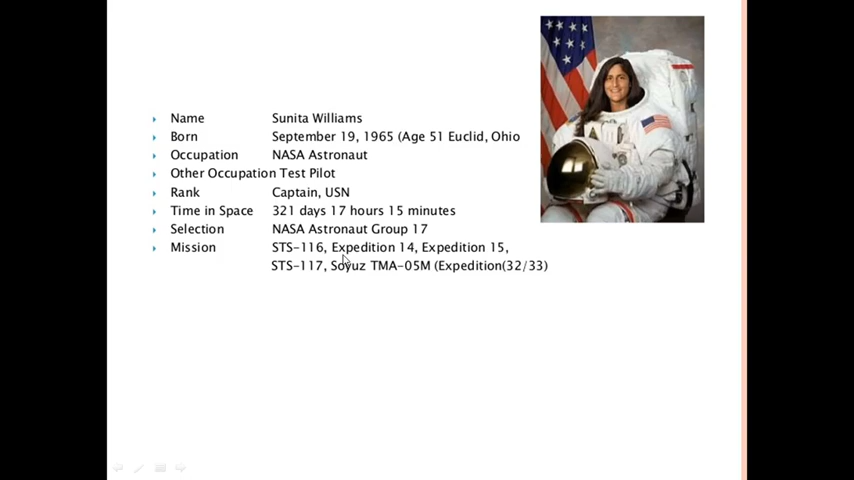 Name Sunita Williams
Born September 19, 1965 (Age 51 Euclid, Ohio
Occupation NASA Astronaut
Other Occupation Test Pilot
Rank Captain, USN
Time in Space 321 days 17 hours 15 minutes
Selection NASA Astronaut Group 17
Mission STS-116, Expedition 14, Expedition 15,
STS-117, Soyuz TMA-05M (Expedition(32/33)